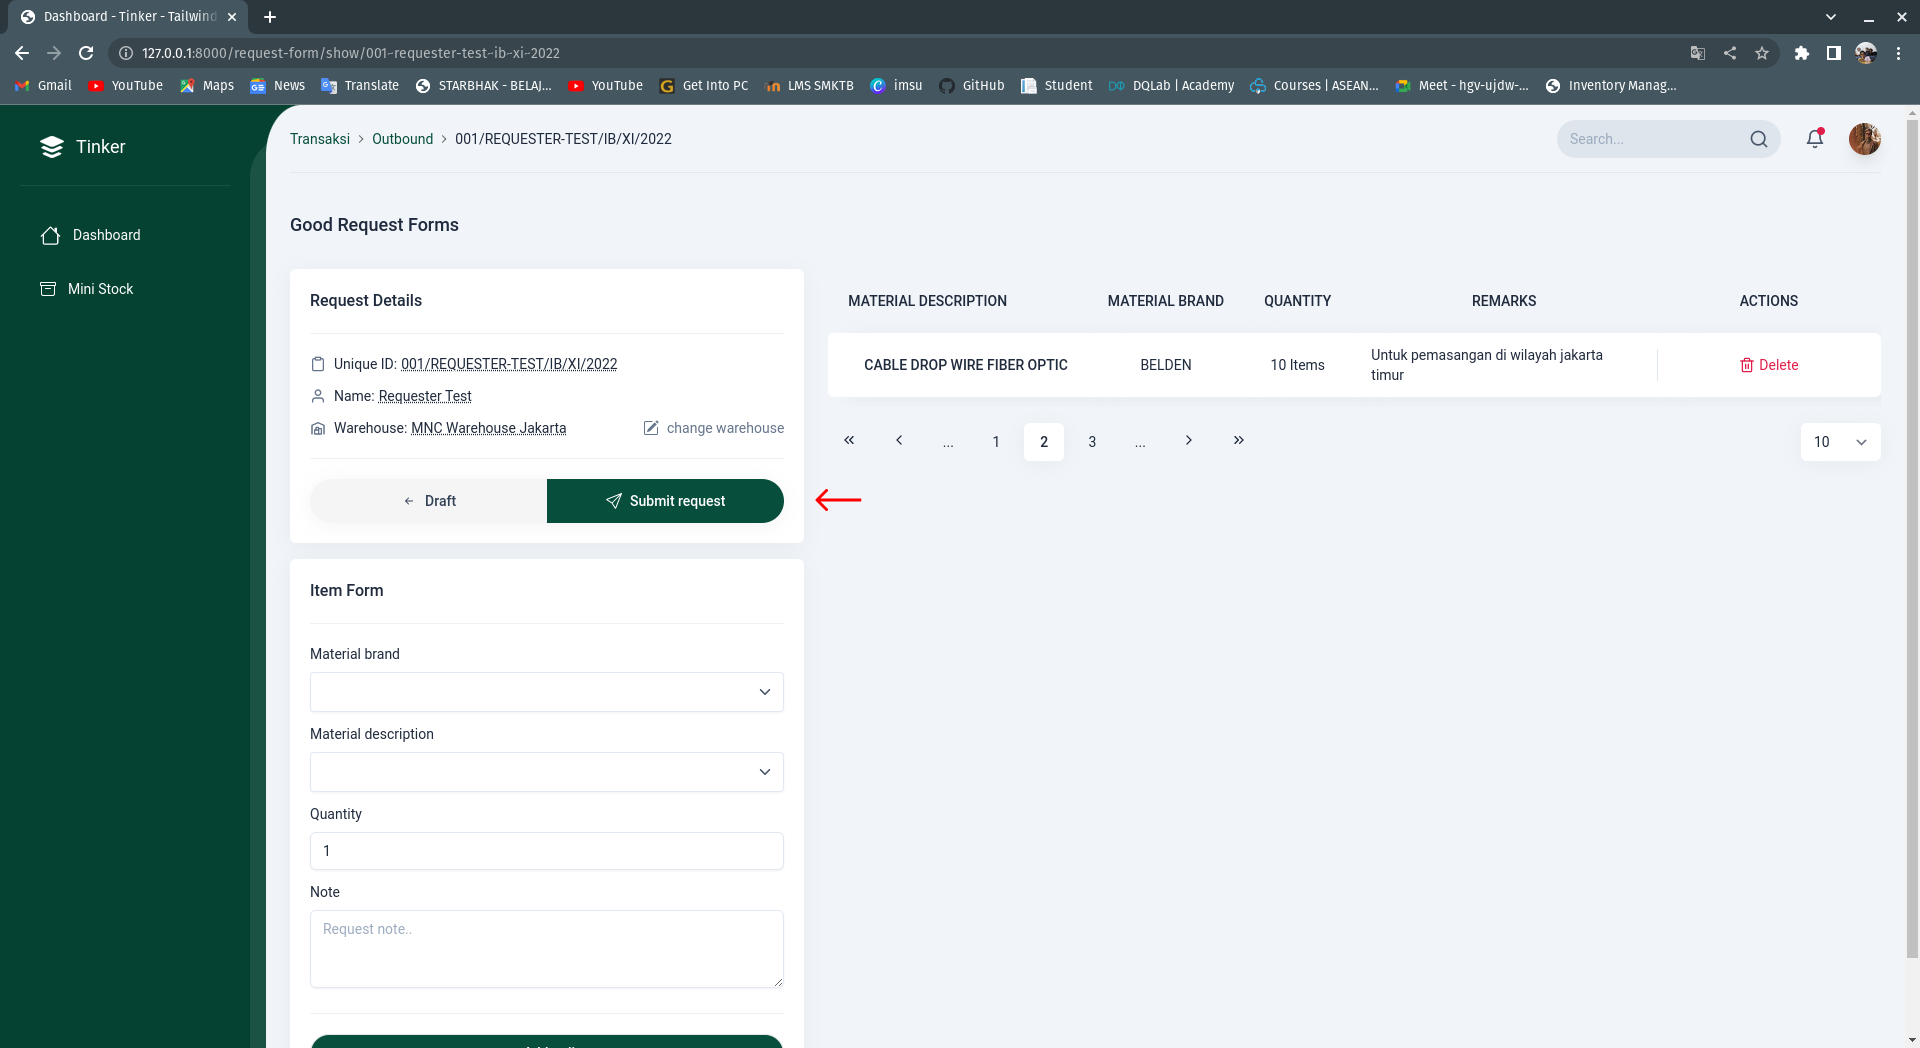 Dashboard - Tinker - Tailwind
127.0.0.1:8000/request-form/show/001-requester-test-ib-xi-2022
Gmail
YouTube
Maps
News
Translate
STARBHAK - BELAJ...
YouTube
Get Into PC
LMS SMKTB
imsu
GitHub
Student
DQLab | Academy
Courses | ASEAN...
Meet - hgv-ujdw-...
Inventory Manag...
Tinker
Dashboard
Mini Stock
Transaksi > Outbound > 001/REQUESTER-TEST/IB/XI/2022
Search...
Good Request Forms
Request Details
Unique ID: 001/REQUESTER-TEST/IB/XI/2022
Name: Requester Test
Warehouse: MNC Warehouse Jakarta
change warehouse
Draft
Submit request
Item Form
Material brand
Material description
Quantity
1
Note
Request note..
MATERIAL DESCRIPTION
MATERIAL BRAND
QUANTITY
REMARKS
ACTIONS
CABLE DROP WIRE FIBER OPTIC
BELDEN
10 Items
Untuk pemasangan di wilayah jakarta
timur
Delete
... 1 2 3 ...
10